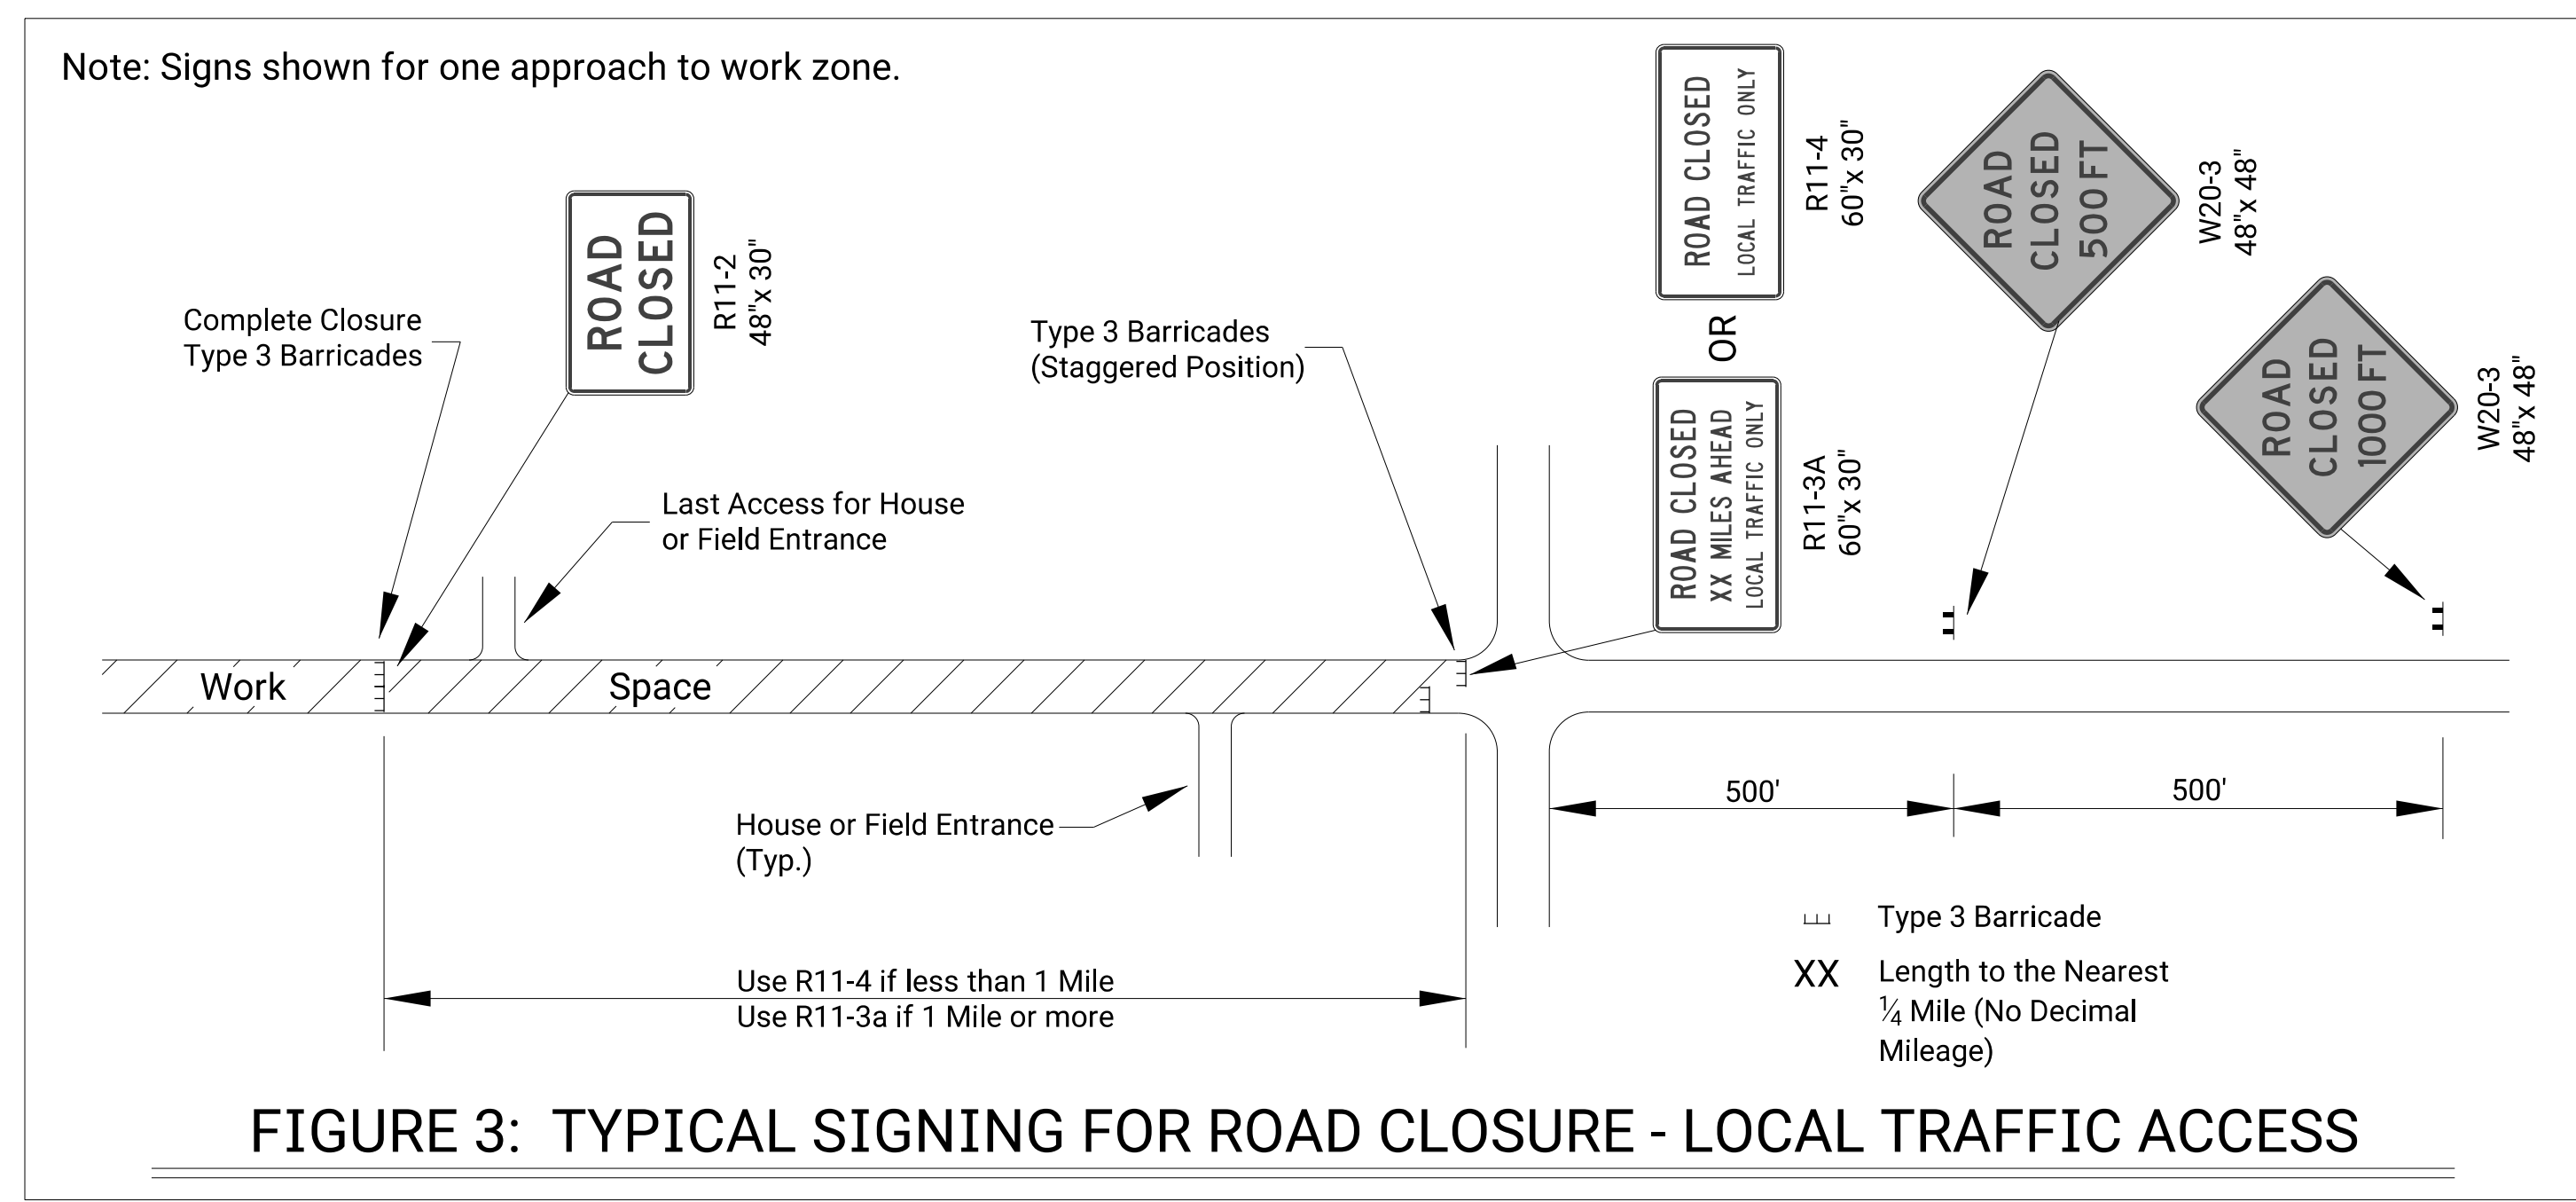 Note: Signs shown for one approach to work zone.
Complete Closure
Type 3 Barricades
ROAD
CLOSED
R11-2
48"x 30"
Last Access for House
or Field Entrance
Type 3 Barricades
(Staggered Position)
ROAD CLOSED
LOCAL TRAFFIC ONLY
R11-4
60"x 30"
OR
ROAD CLOSED
XX MILES AHEAD
LOCAL TRAFFIC ONLY
R11-3A
60"x 30"
ROAD
CLOSED
500FT
W20-3
48"x 48"
ROAD
CLOSED
1000FT
W20-3
48"x 48"
Work
Space
House or Field Entrance
(Typ.)
500'
500'
Use R11-4 if less than 1 Mile
Use R11-3a if 1 Mile or more
Type 3 Barricade
XX Length to the Nearest
¼ Mile (No Decimal
Mileage)
FIGURE 3: TYPICAL SIGNING FOR ROAD CLOSURE - LOCAL TRAFFIC ACCESS